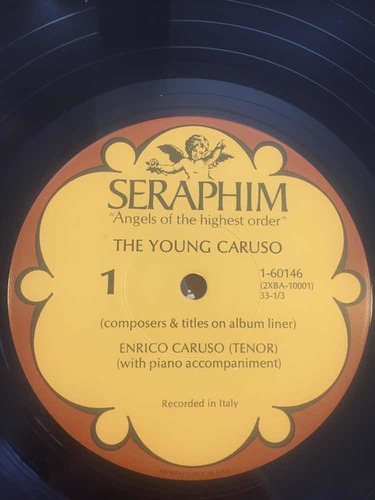 SERAPHIM
"Angels of the highest order"
THE YOUNG CARUSO
1
1-60146
(2XBA-10001)
33-1/3
(composers & titles on album liner)
ENRICO CARUSO (TENOR)
(with piano accompaniment)
Recorded in Italy